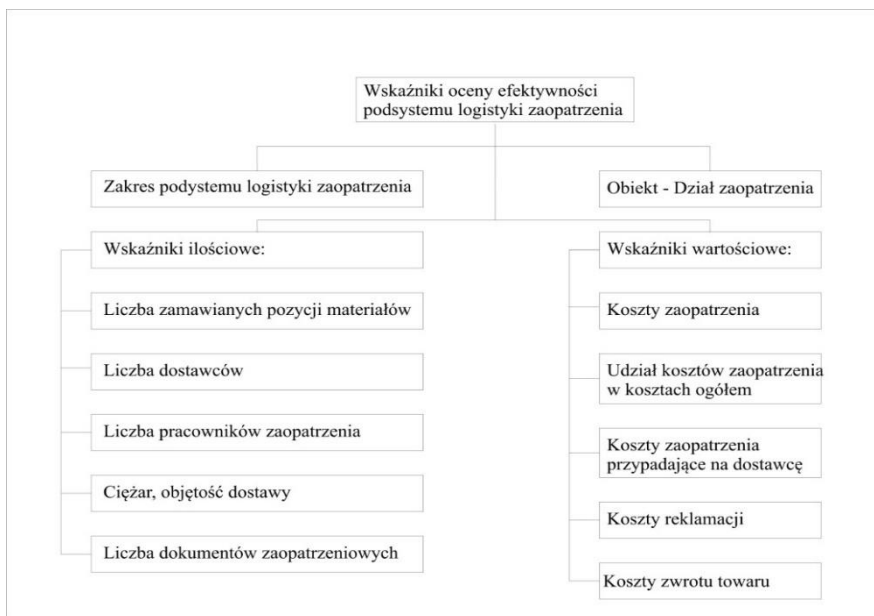 Wskaźniki oceny efektywności
podsystemu logistyki zaopatrzenia
Zakres podystemu logistyki zaopatrzenia
Obiekt - Dział zaopatrzenia
Wskaźniki ilościowe:
Liczba zamawianych pozycji materiałów
Liczba dostawców
Liczba pracowników zaopatrzenia
Ciężar, objętość dostawy
Liczba dokumentów zaopatrzeniowych
Wskaźniki wartościowe:
Koszty zaopatrzenia
Udział kosztów zaopatrzenia
w kosztach ogółem
Koszty zaopatrzenia
przypadające na dostawcę
Koszty reklamacji
Koszty zwrotu towaru